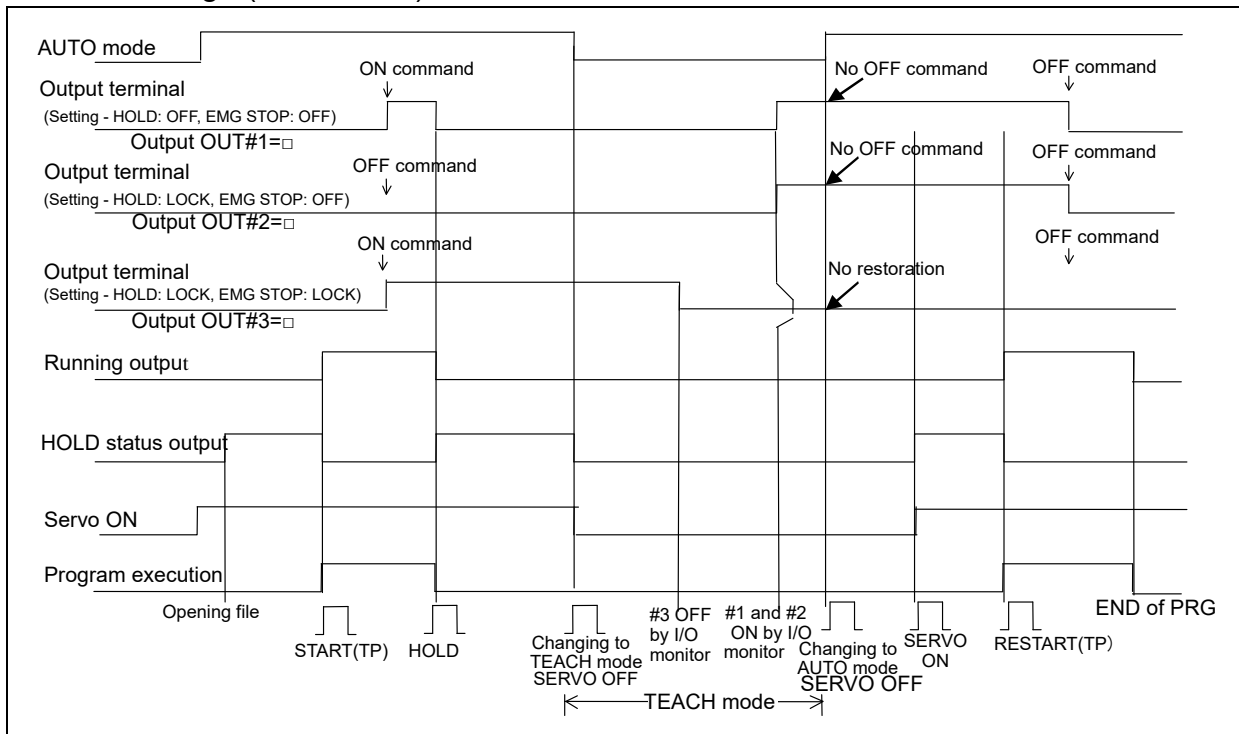 AUTO mode
ON command
No OFF command
OFF command
Output terminal
(Setting - HOLD: OFF, EMG STOP: OFF)
Output OUT#1=□
No OFF command
OFF command
OFF command
Output terminal
(Setting - HOLD: LOCK, EMG STOP: OFF)
Output OUT#2=□
ON command
OFF command
Output terminal
No restoration
(Setting - HOLD: LOCK, EMG STOP: LOCK)
Output OUT#3=□
Running output
HOLD status output
Servo ON
Program execution
Opening file
START(TP)
HOLD
Changing to
TEACH mode
SERVO OFF
#3 OFF
by I/O
monitor
#1 and #2
ON by I/O
monitor
Changing to
AUTO mode
SERVO OFF
SERVO
ON
RESTART(TP)
END of PRG
TEACH mode